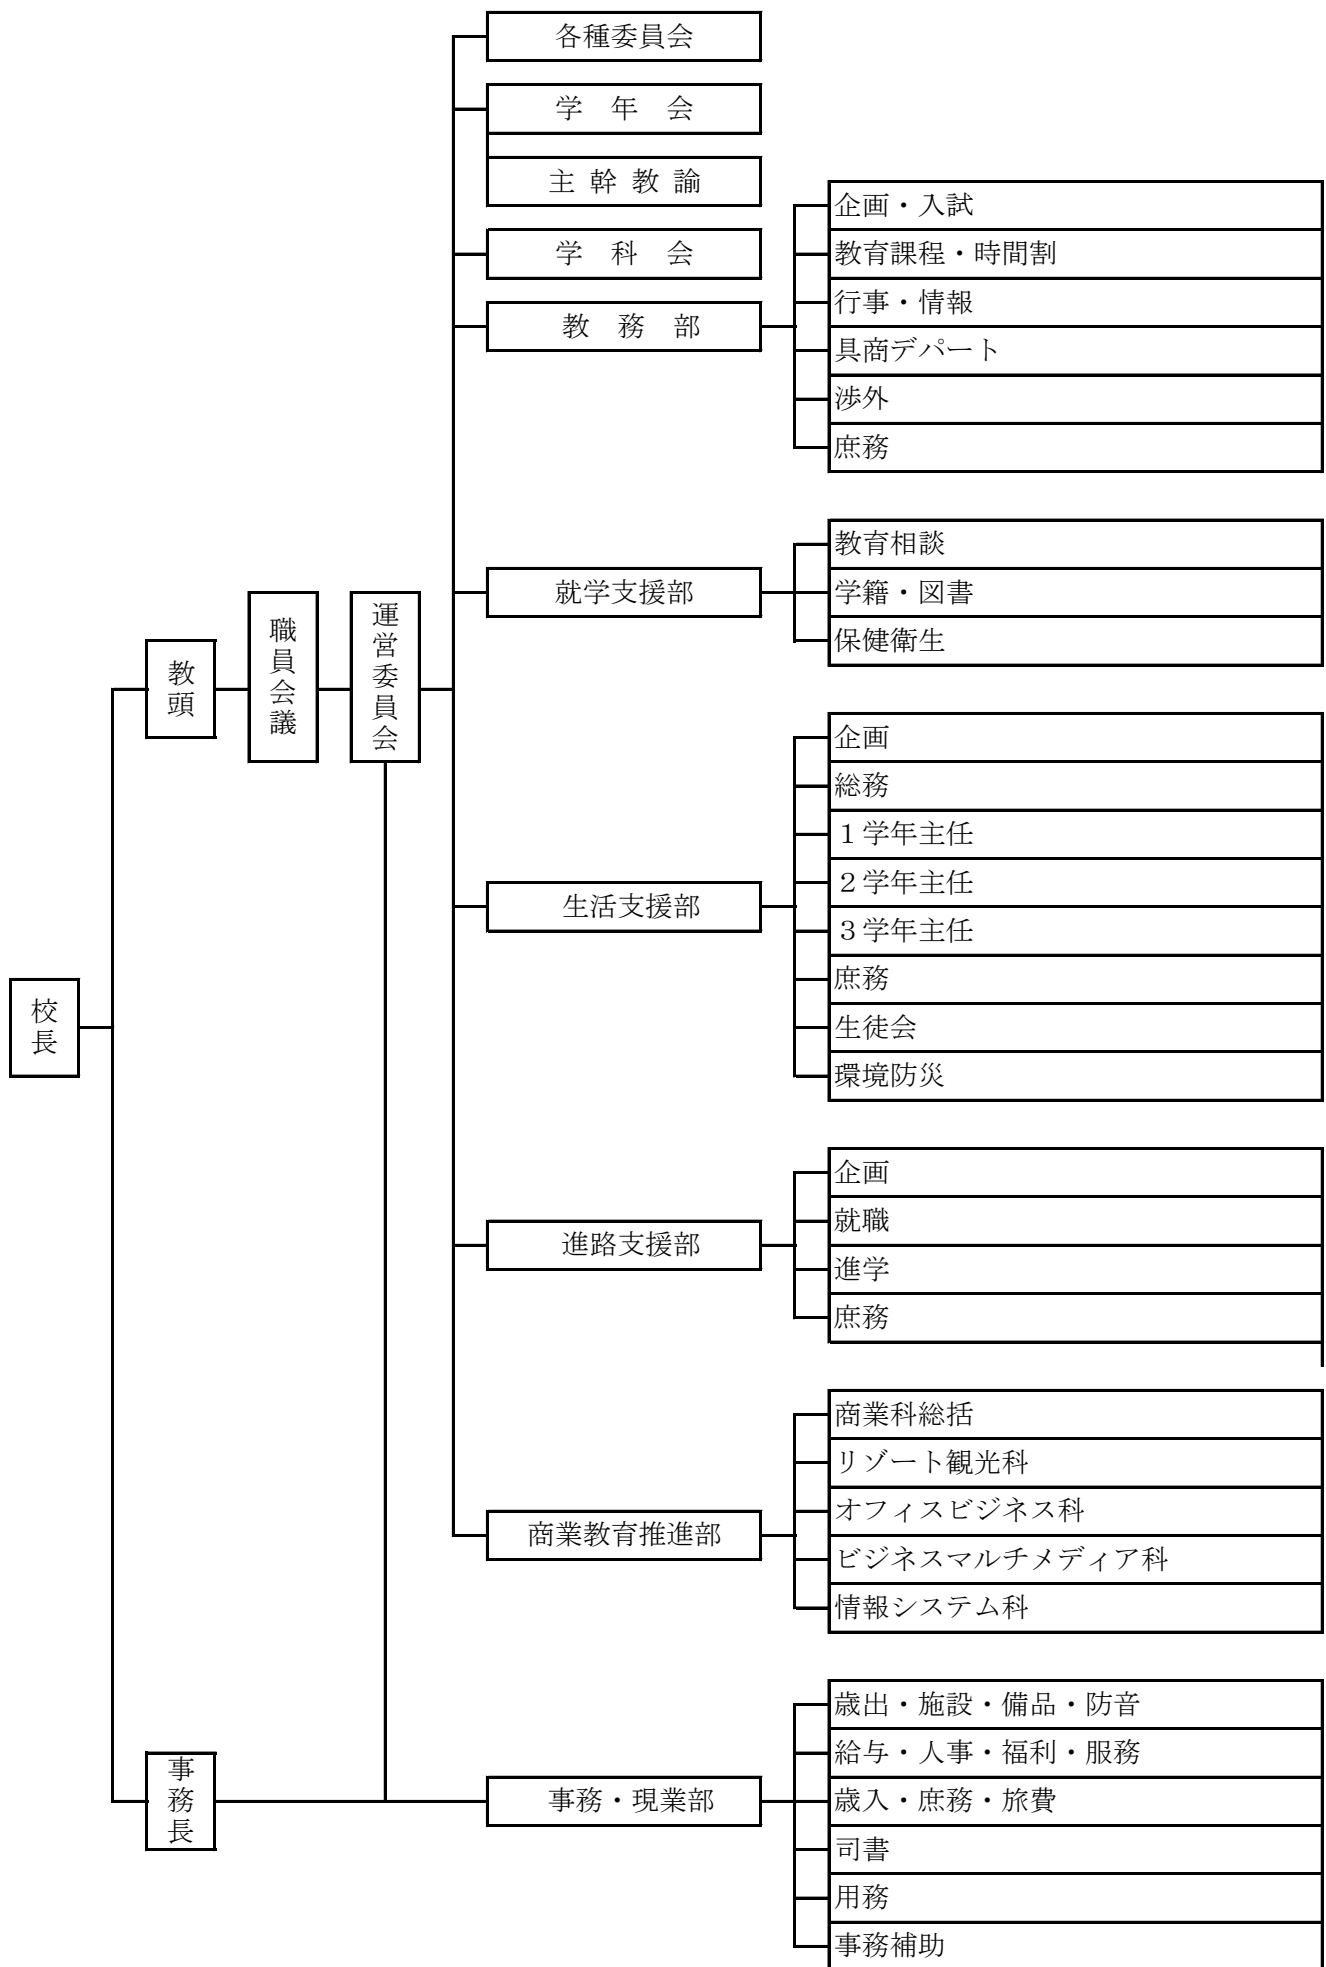 各種委員会
学　年　会
主 幹 教 諭
学　科　会
教　務　部
企画・入試
教育課程・時間割
行事・情報
具商デパート
渉外
庶務
就学支援部
教育相談
学籍・図書
保健衛生
校長
教頭
職員会議
運営委員会
生活支援部
企画
総務
１学年主任
２学年主任
３学年主任
庶務
生徒会
環境防災
進路支援部
企画
就職
進学
庶務
商業教育推進部
商業科総括
リゾート観光科
オフィスビジネス科
ビジネスマルチメディア科
情報システム科
事務長
事務・現業部
歳出・施設・備品・防音
給与・人事・福利・服務
歳入・庶務・旅費
司書
用務
事務補助